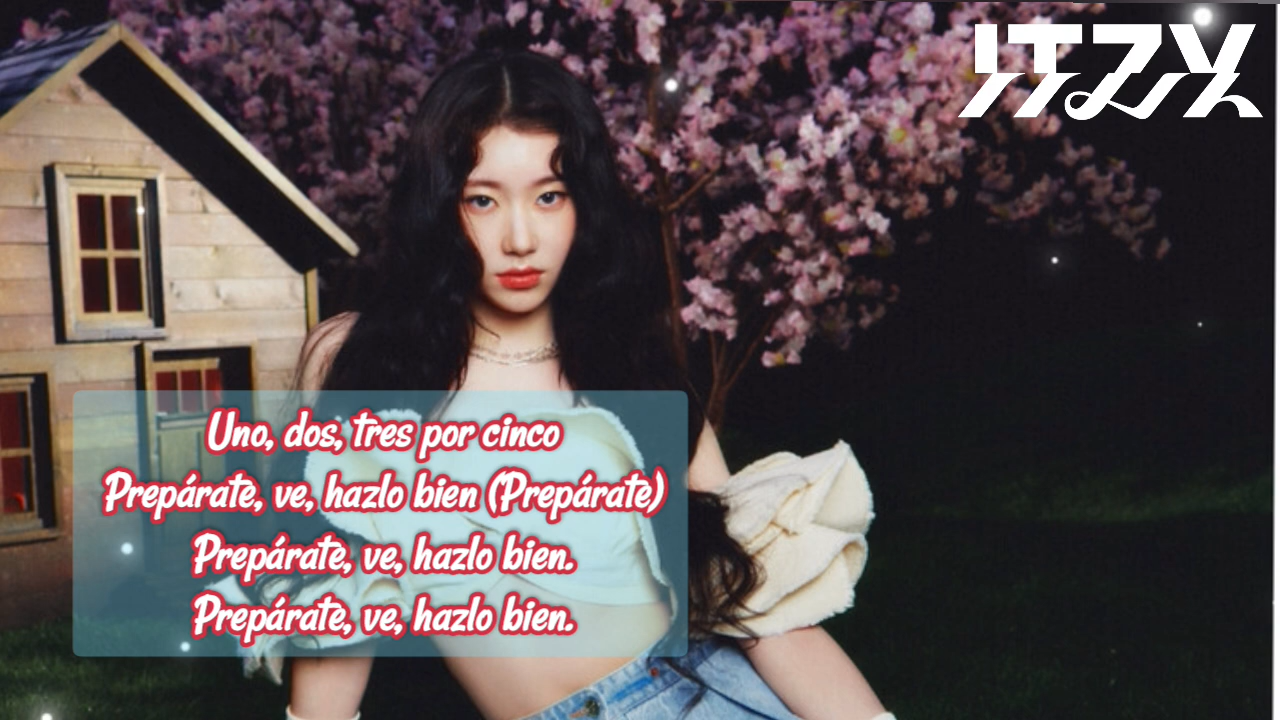 ITZY
Uno, dos, tres por cinco
Prepárate, ve, hazlo bien (Prepárate)
Prepárate, ve, hazlo bien.
Prepárate, ve, hazlo bien.